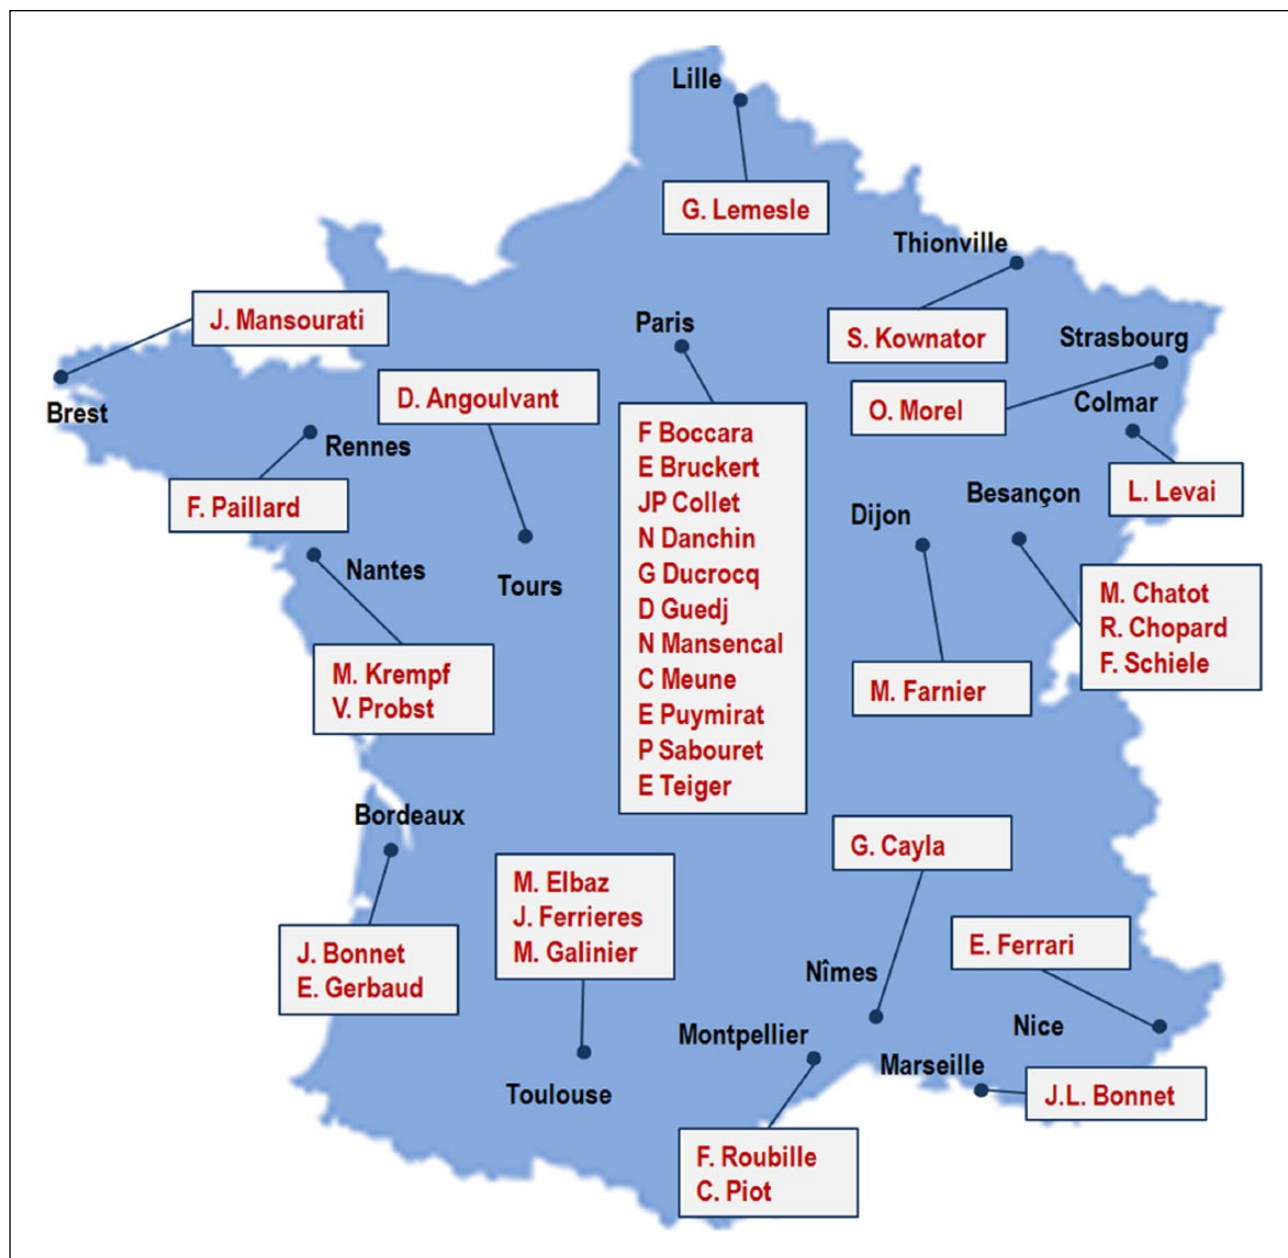 Lille
G. Lemesle
Thionville
S. Kownator
J. Mansourati
Brest
Paris
F Boccara
E Bruckert
JP Collet
N Danchin
G Ducrocq
D Guedj
N Mansencal
C Meune
E Puymirat
P Sabouret
E Teiger
Strasbourg
O. Morel
D. Angoulvant
Tours
Colmar
L. Levai
Rennes
F. Paillard
Besançon
M. Chatot
R. Chopard
F. Schiele
Dijon
M. Farnier
Nantes
M. Krempf
V. Probst
Bordeaux
J. Bonnet
E. Gerbaud
M. Elbaz
J. Ferrieres
M. Galinier
Toulouse
G. Cayla
Nîmes
E. Ferrari
Nice
Montpellier
F. Roubille
C. Piot
Marseille
J.L. Bonnet